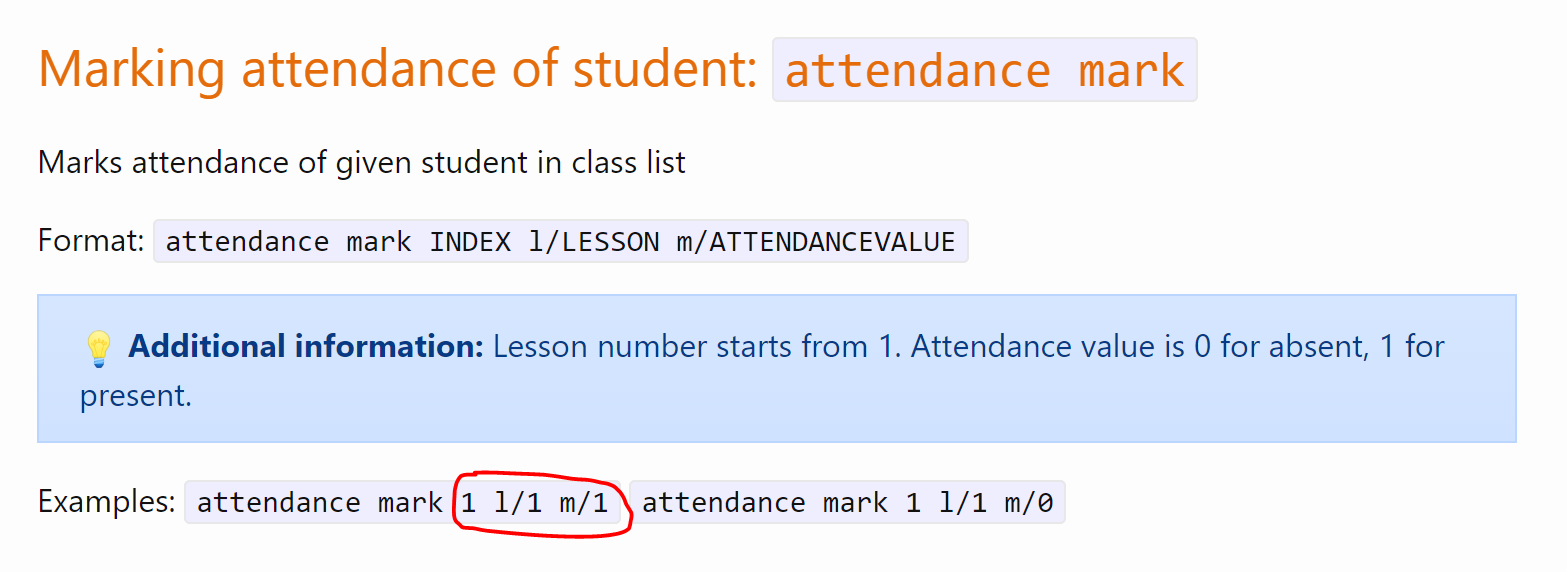 Marking attendance of student: attendance mark
Marks attendance of given student in class list
Format: attendance mark INDEX l/LESSON m/ATTENDANCEVALUE
Additional information: Lesson number starts from 1. Attendance value is 0 for absent, 1 for
present.
Examples: attendance mark 1 l/1 m/1 attendance mark 1 l/1 m/0